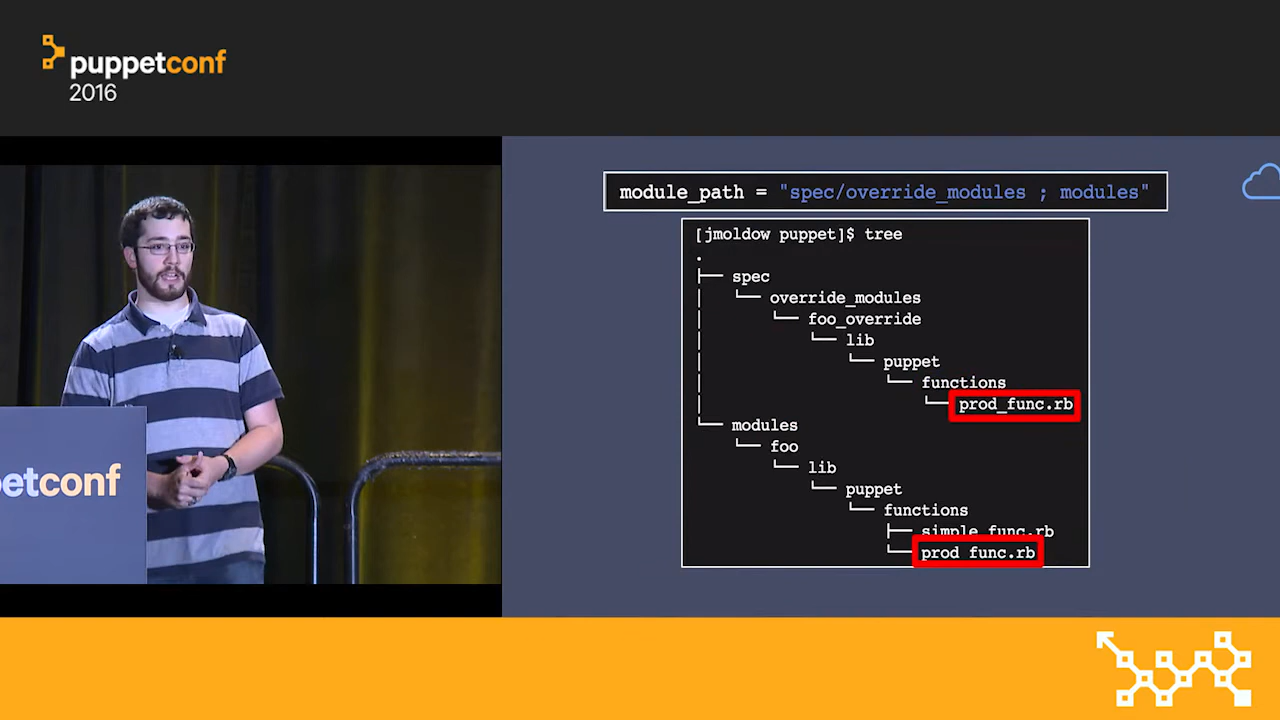 puppetconf
2016
module_path = "spec/override_modules ; modules"
[jmoldow puppet]$ tree
.
├── spec
│   └── override_modules
│       └── foo_override
│           └── lib
│               └── puppet
│                   └── functions
│                       └── prod_func.rb
└── modules
    └── foo
        └── lib
            └── puppet
                └── functions
                    ├── simple_func.rb
                    └── prod_func.rb
petconf